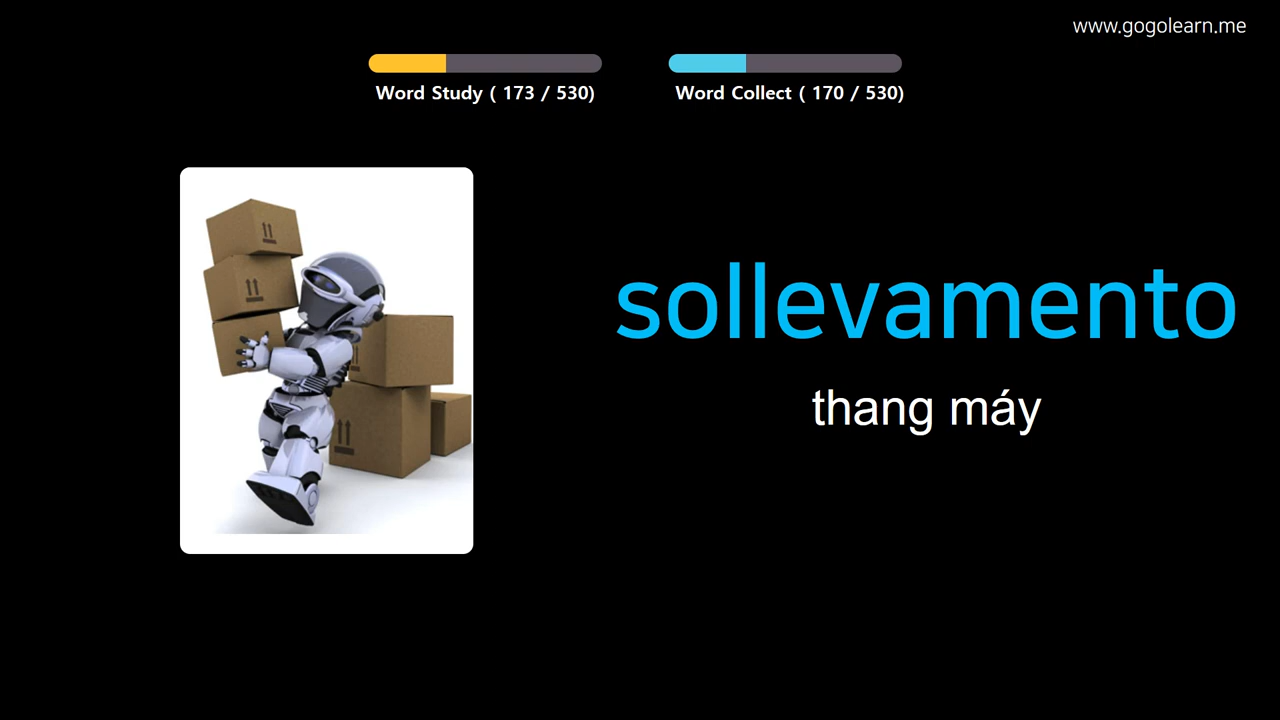 www.gogolearn.me
Word Study ( 173 / 530)
Word Collect ( 170 / 530)
sollevamento
thang máy